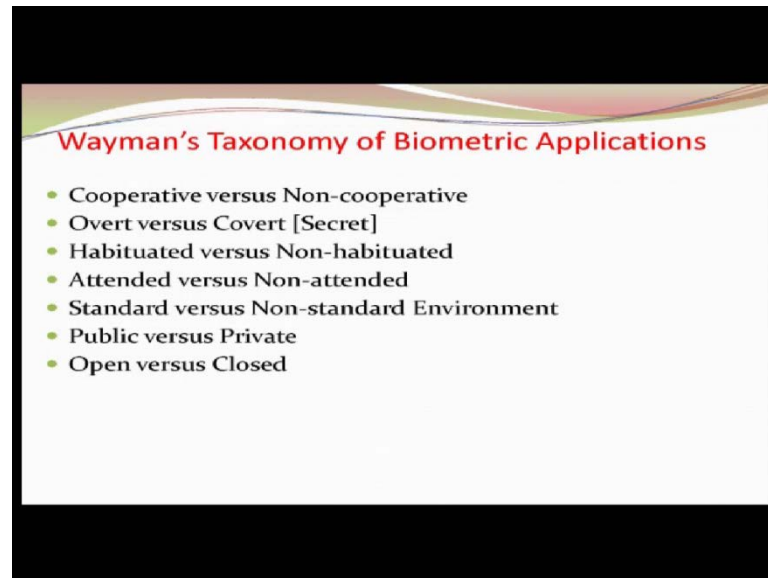 Wayman's Taxonomy of Biometric Applications
• Cooperative versus Non-cooperative
• Overt versus Covert [Secret]
• Habituated versus Non-habituated
• Attended versus Non-attended
• Standard versus Non-standard Environment
• Public versus Private
• Open versus Closed